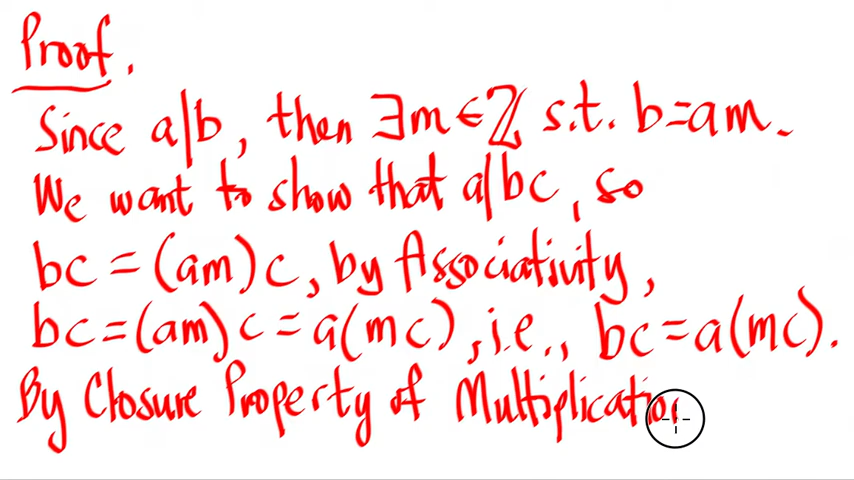 Proof.
Since a|b, then ∃m∈ℤ s.t. b=am.
We want to show that a|bc, so
bc = (am)c, by Associativity,
bc=(am)c = a(mc), i.e., bc=a(mc).
By Closure Property of Multiplication